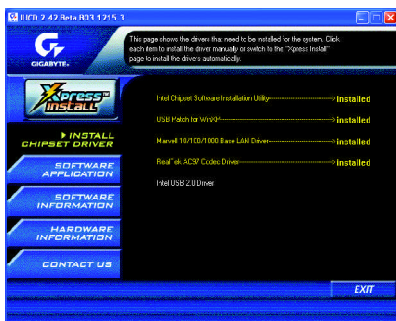 2.42 Beta B03.1215.1
This page shows the drivers that need to be installed for the system. Click
each item to install the driver manually or switch to the "Xpress Install"
page to install the drivers automatically.
GIGABYTE
Xpress
INSTALL
INSTALL
CHIPSET DRIVER
SOFTWARE
APPLICATION
SOFTWARE
INFORMATION
HARDWARE
INFORMATION
CONTACT US
Intel Chipset Software Installation Utility Installed
USB Patch for WinXP Installed
Marvell 10/100/1000 Base LAN Driver Installed
RealTek AC97 Codec Driver Installed
Intel USB 2.0 Driver
EXIT